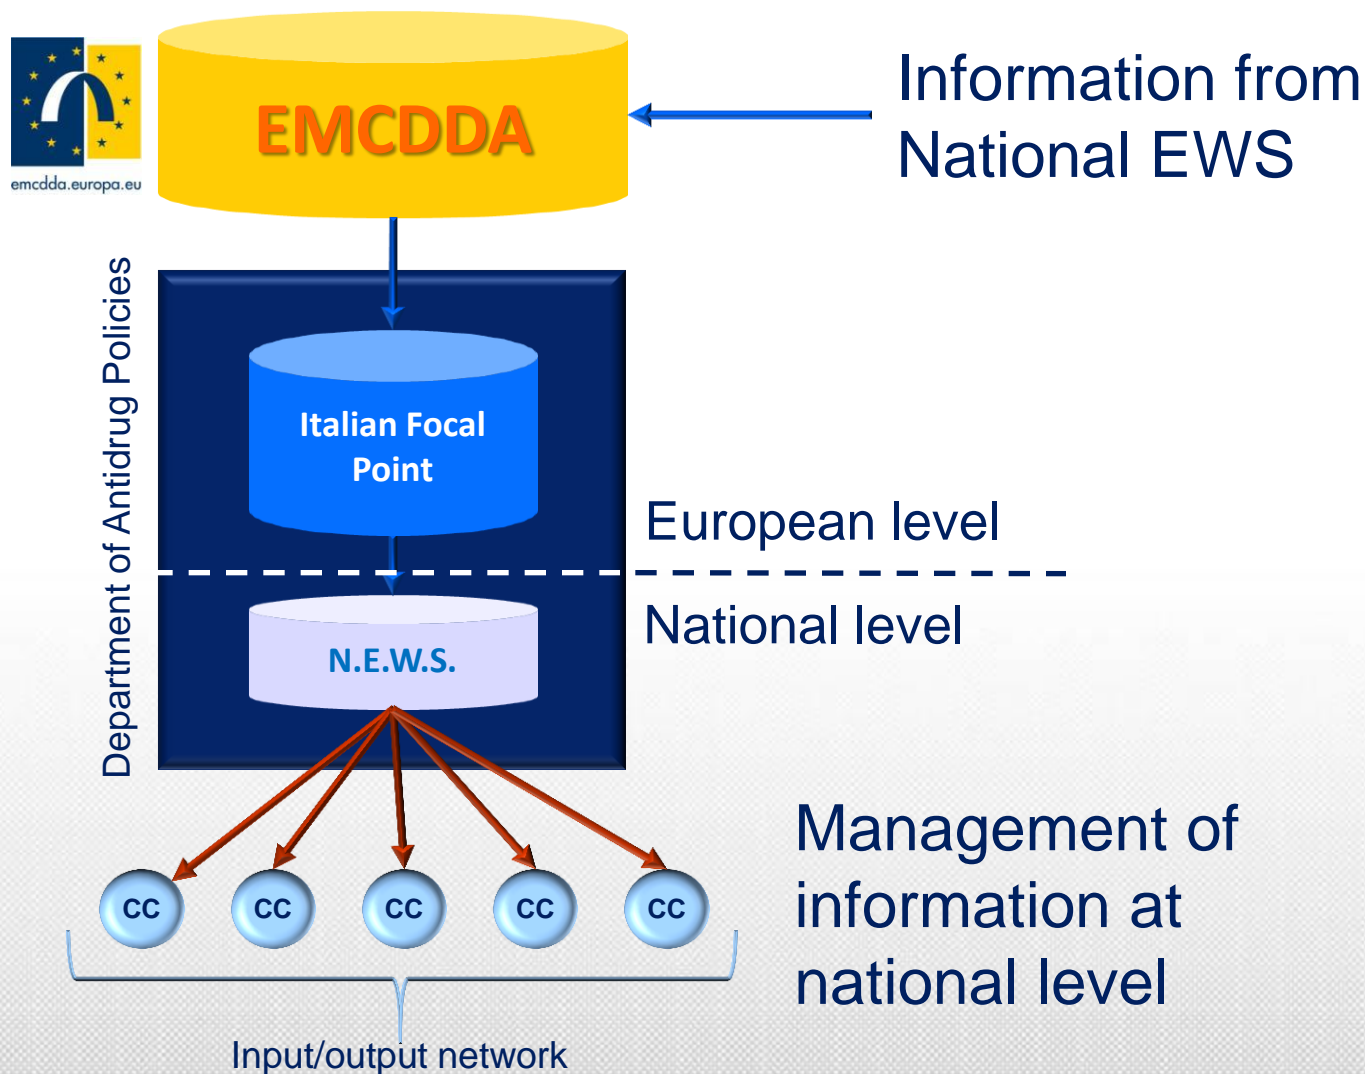 EMCDDA
Information from
National EWS
emcdda.europa.eu
Department of Antidrug Policies
Italian Focal
Point
European level
National level
N.E.W.S.
Management of
information at
national level
CC
CC
CC
CC
CC
Input/output network